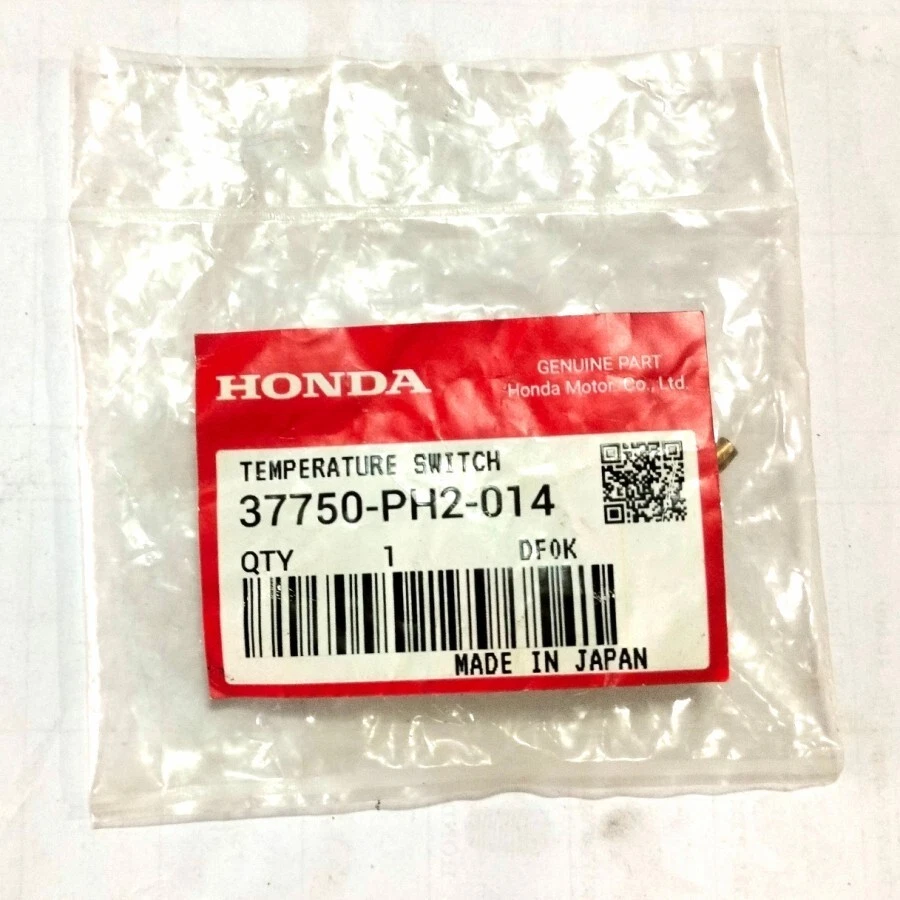 HONDA
GENUINE PART
Honda Motor Co., Ltd.
TEMPERATURE SWITCH
37750-PH2-014
QTY 1 DF0K
MADE IN JAPAN